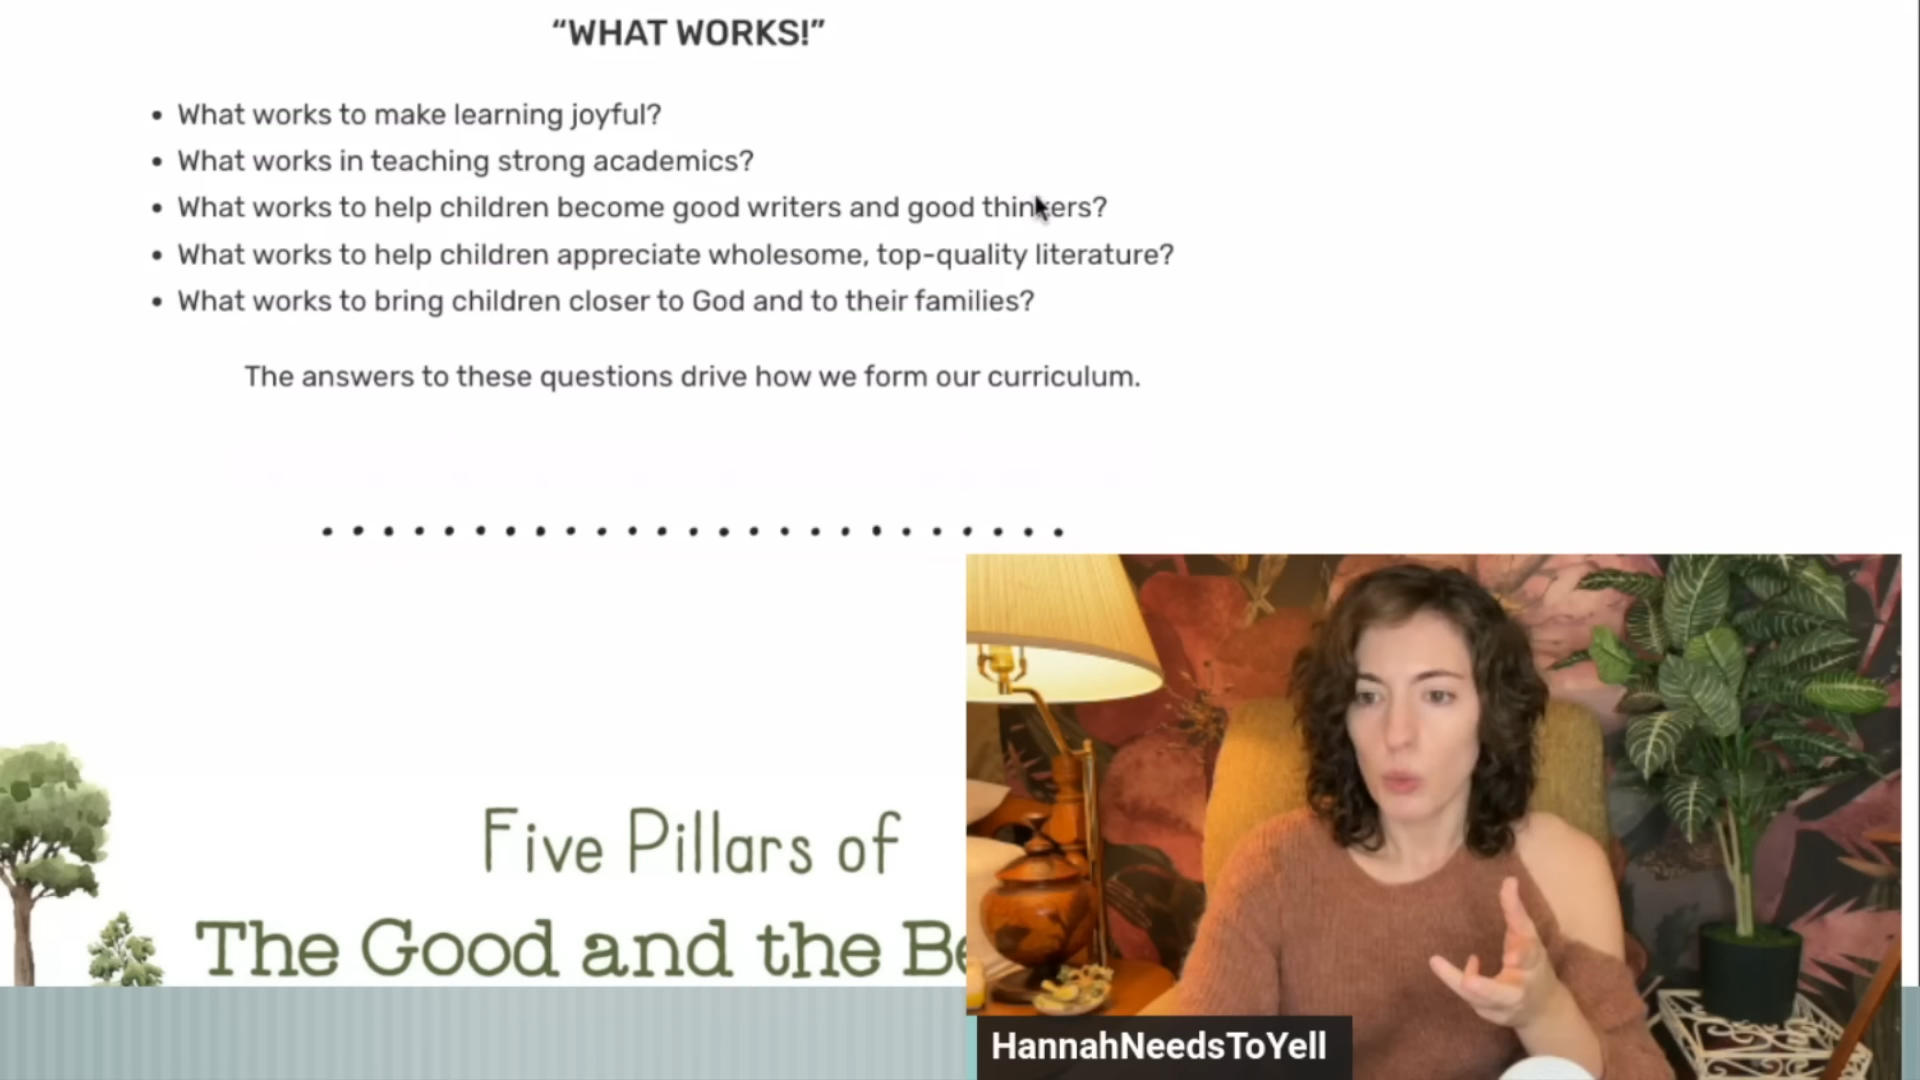 “WHAT WORKS!”
• What works to make learning joyful?
• What works in teaching strong academics?
• What works to help children become good writers and good thinkers?
• What works to help children appreciate wholesome, top-quality literature?
• What works to bring children closer to God and to their families?
The answers to these questions drive how we form our curriculum.
Five Pillars of
The Good and the Be
HannahNeedsToYell